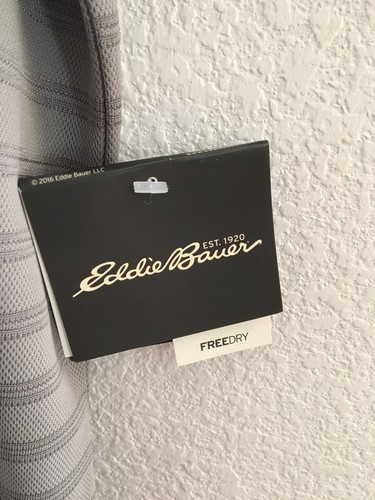 © 2016 Eddie Bauer LLC
EST. 1920
Eddie Bauer
FREEDRY